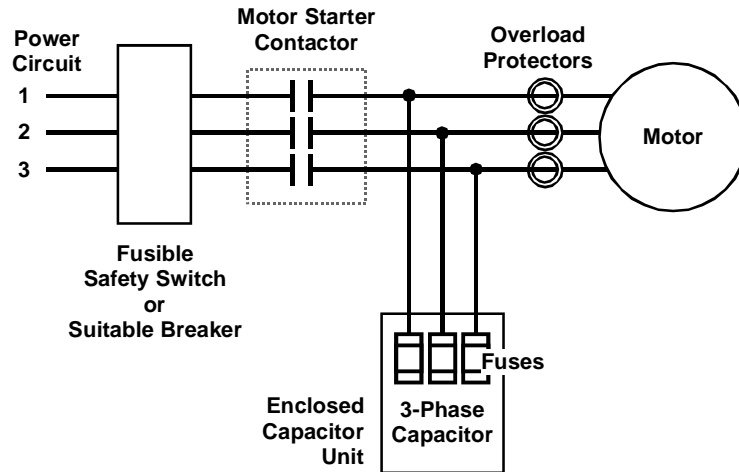 Power
Circuit
1
2
3
Motor Starter
Contactor
Overload
Protectors
Motor
Fusible
Safety Switch
or
Suitable Breaker
Fuses
Enclosed
Capacitor
Unit
3-Phase
Capacitor